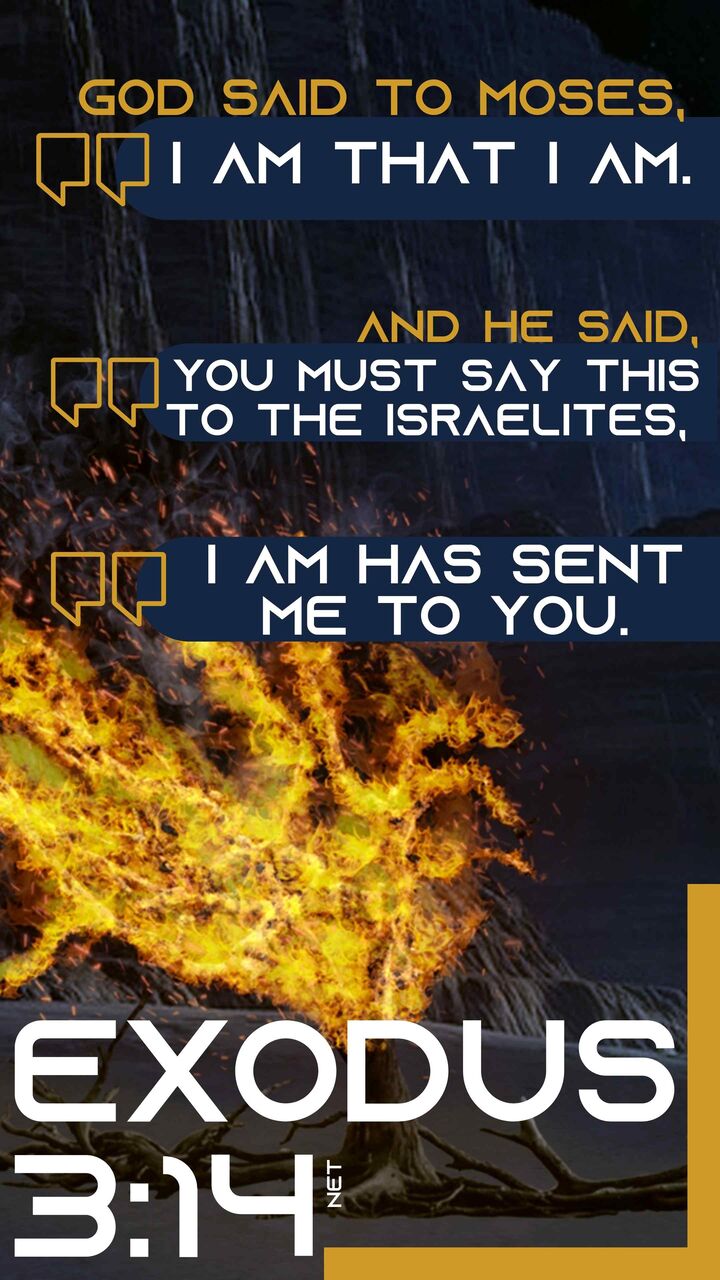 GOD SAID TO MOSES,
I AM THAT I AM.
AND HE SAID,
YOU MUST SAY THIS
TO THE ISRAELITES,
I AM HAS SENT
ME TO YOU.
EXODUS
3:14 NET